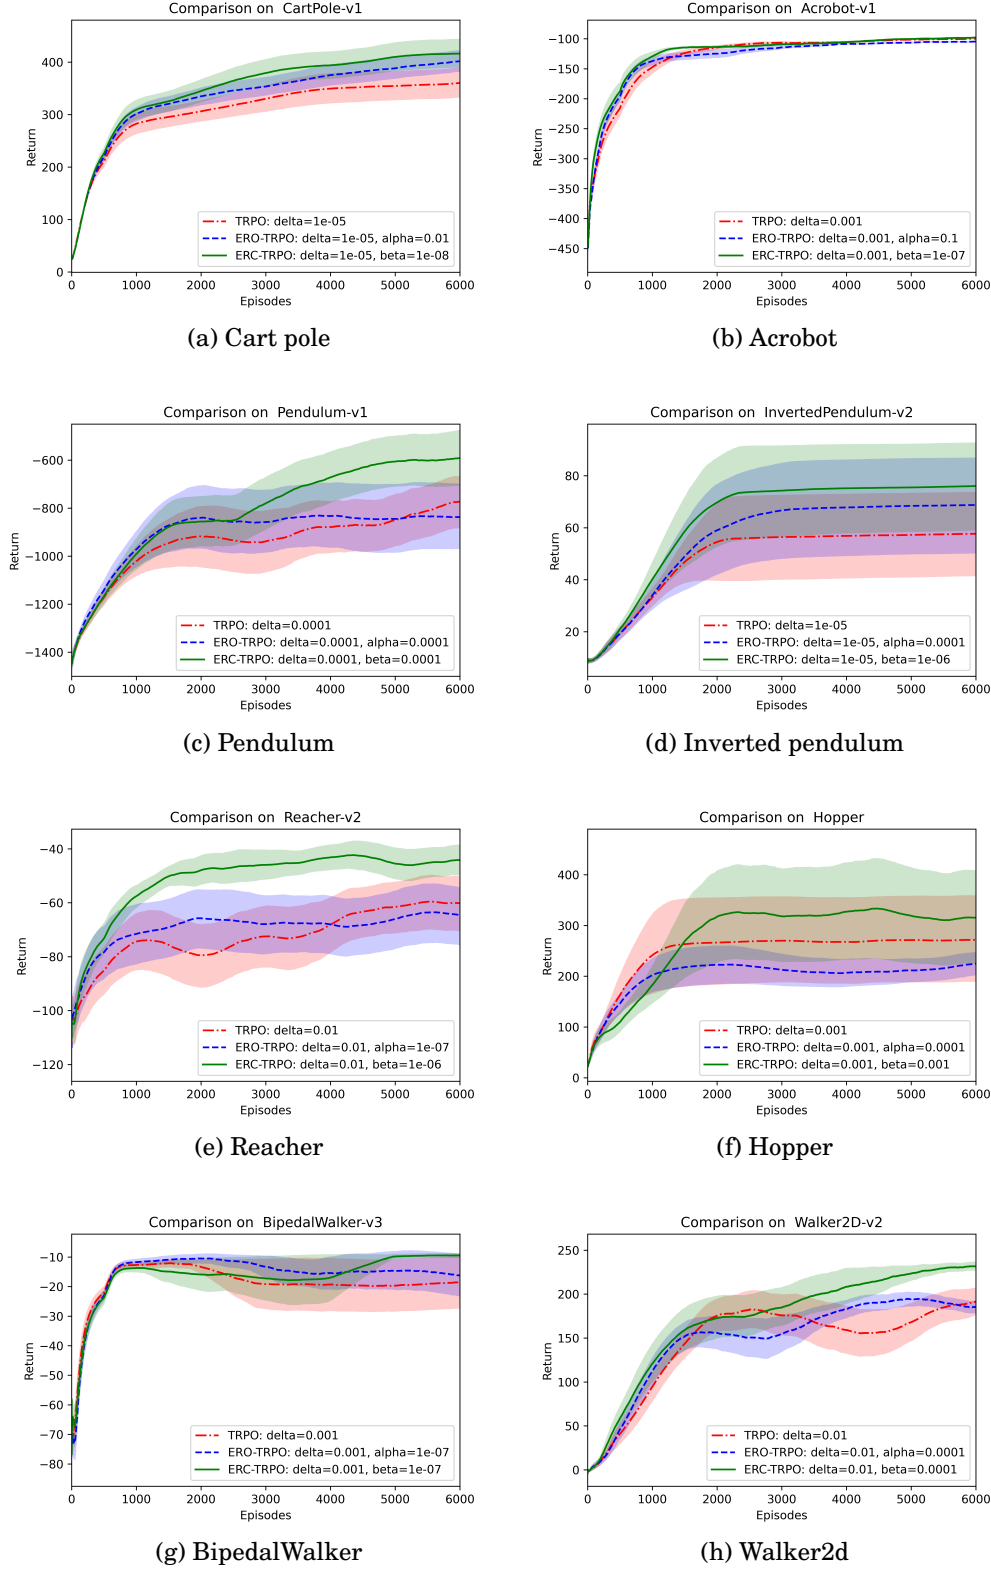 Comparison on CartPole-v1
Return
400
300
200
100
0
TRPO: delta=1e-05
ERO-TRPO: delta=1e-05, alpha=0.01
ERC-TRPO: delta=1e-05, beta=1e-08
0 1000 2000 3000 4000 5000 6000
Episodes
(a) Cart pole
Comparison on Acrobot-v1
Return
−100
−150
−200
−250
−300
−350
−400
−450
TRPO: delta=0.001
ERO-TRPO: delta=0.001, alpha=0.1
ERC-TRPO: delta=0.001, beta=1e-07
0 1000 2000 3000 4000 5000 6000
Episodes
(b) Acrobot
Comparison on Pendulum-v1
Return
−600
−800
−1000
−1200
−1400
TRPO: delta=0.0001
ERO-TRPO: delta=0.0001, alpha=0.0001
ERC-TRPO: delta=0.0001, beta=0.0001
0 1000 2000 3000 4000 5000 6000
Episodes
(c) Pendulum
Comparison on InvertedPendulum-v2
Return
80
60
40
20
TRPO: delta=1e-05
ERO-TRPO: delta=1e-05, alpha=0.0001
ERC-TRPO: delta=1e-05, beta=1e-06
0 1000 2000 3000 4000 5000 6000
Episodes
(d) Inverted pendulum
Comparison on Reacher-v2
Return
−40
−60
−80
−100
−120
TRPO: delta=0.01
ERO-TRPO: delta=0.01, alpha=1e-07
ERC-TRPO: delta=0.01, beta=1e-06
0 1000 2000 3000 4000 5000 6000
Episodes
(e) Reacher
Comparison on Hopper
Return
400
300
200
100
0
TRPO: delta=0.001
ERO-TRPO: delta=0.001, alpha=0.0001
ERC-TRPO: delta=0.001, beta=0.001
0 1000 2000 3000 4000 5000 6000
Episodes
(f) Hopper
Comparison on BipedalWalker-v3
Return
−10
−20
−30
−40
−50
−60
−70
−80
TRPO: delta=0.001
ERO-TRPO: delta=0.001, alpha=1e-07
ERC-TRPO: delta=0.001, beta=1e-07
0 1000 2000 3000 4000 5000 6000
Episodes
(g) BipedalWalker
Comparison on Walker2D-v2
Return
250
200
150
100
50
0
TRPO: delta=0.01
ERO-TRPO: delta=0.01, alpha=0.0001
ERC-TRPO: delta=0.01, beta=0.0001
0 1000 2000 3000 4000 5000 6000
Episodes
(h) Walker2d